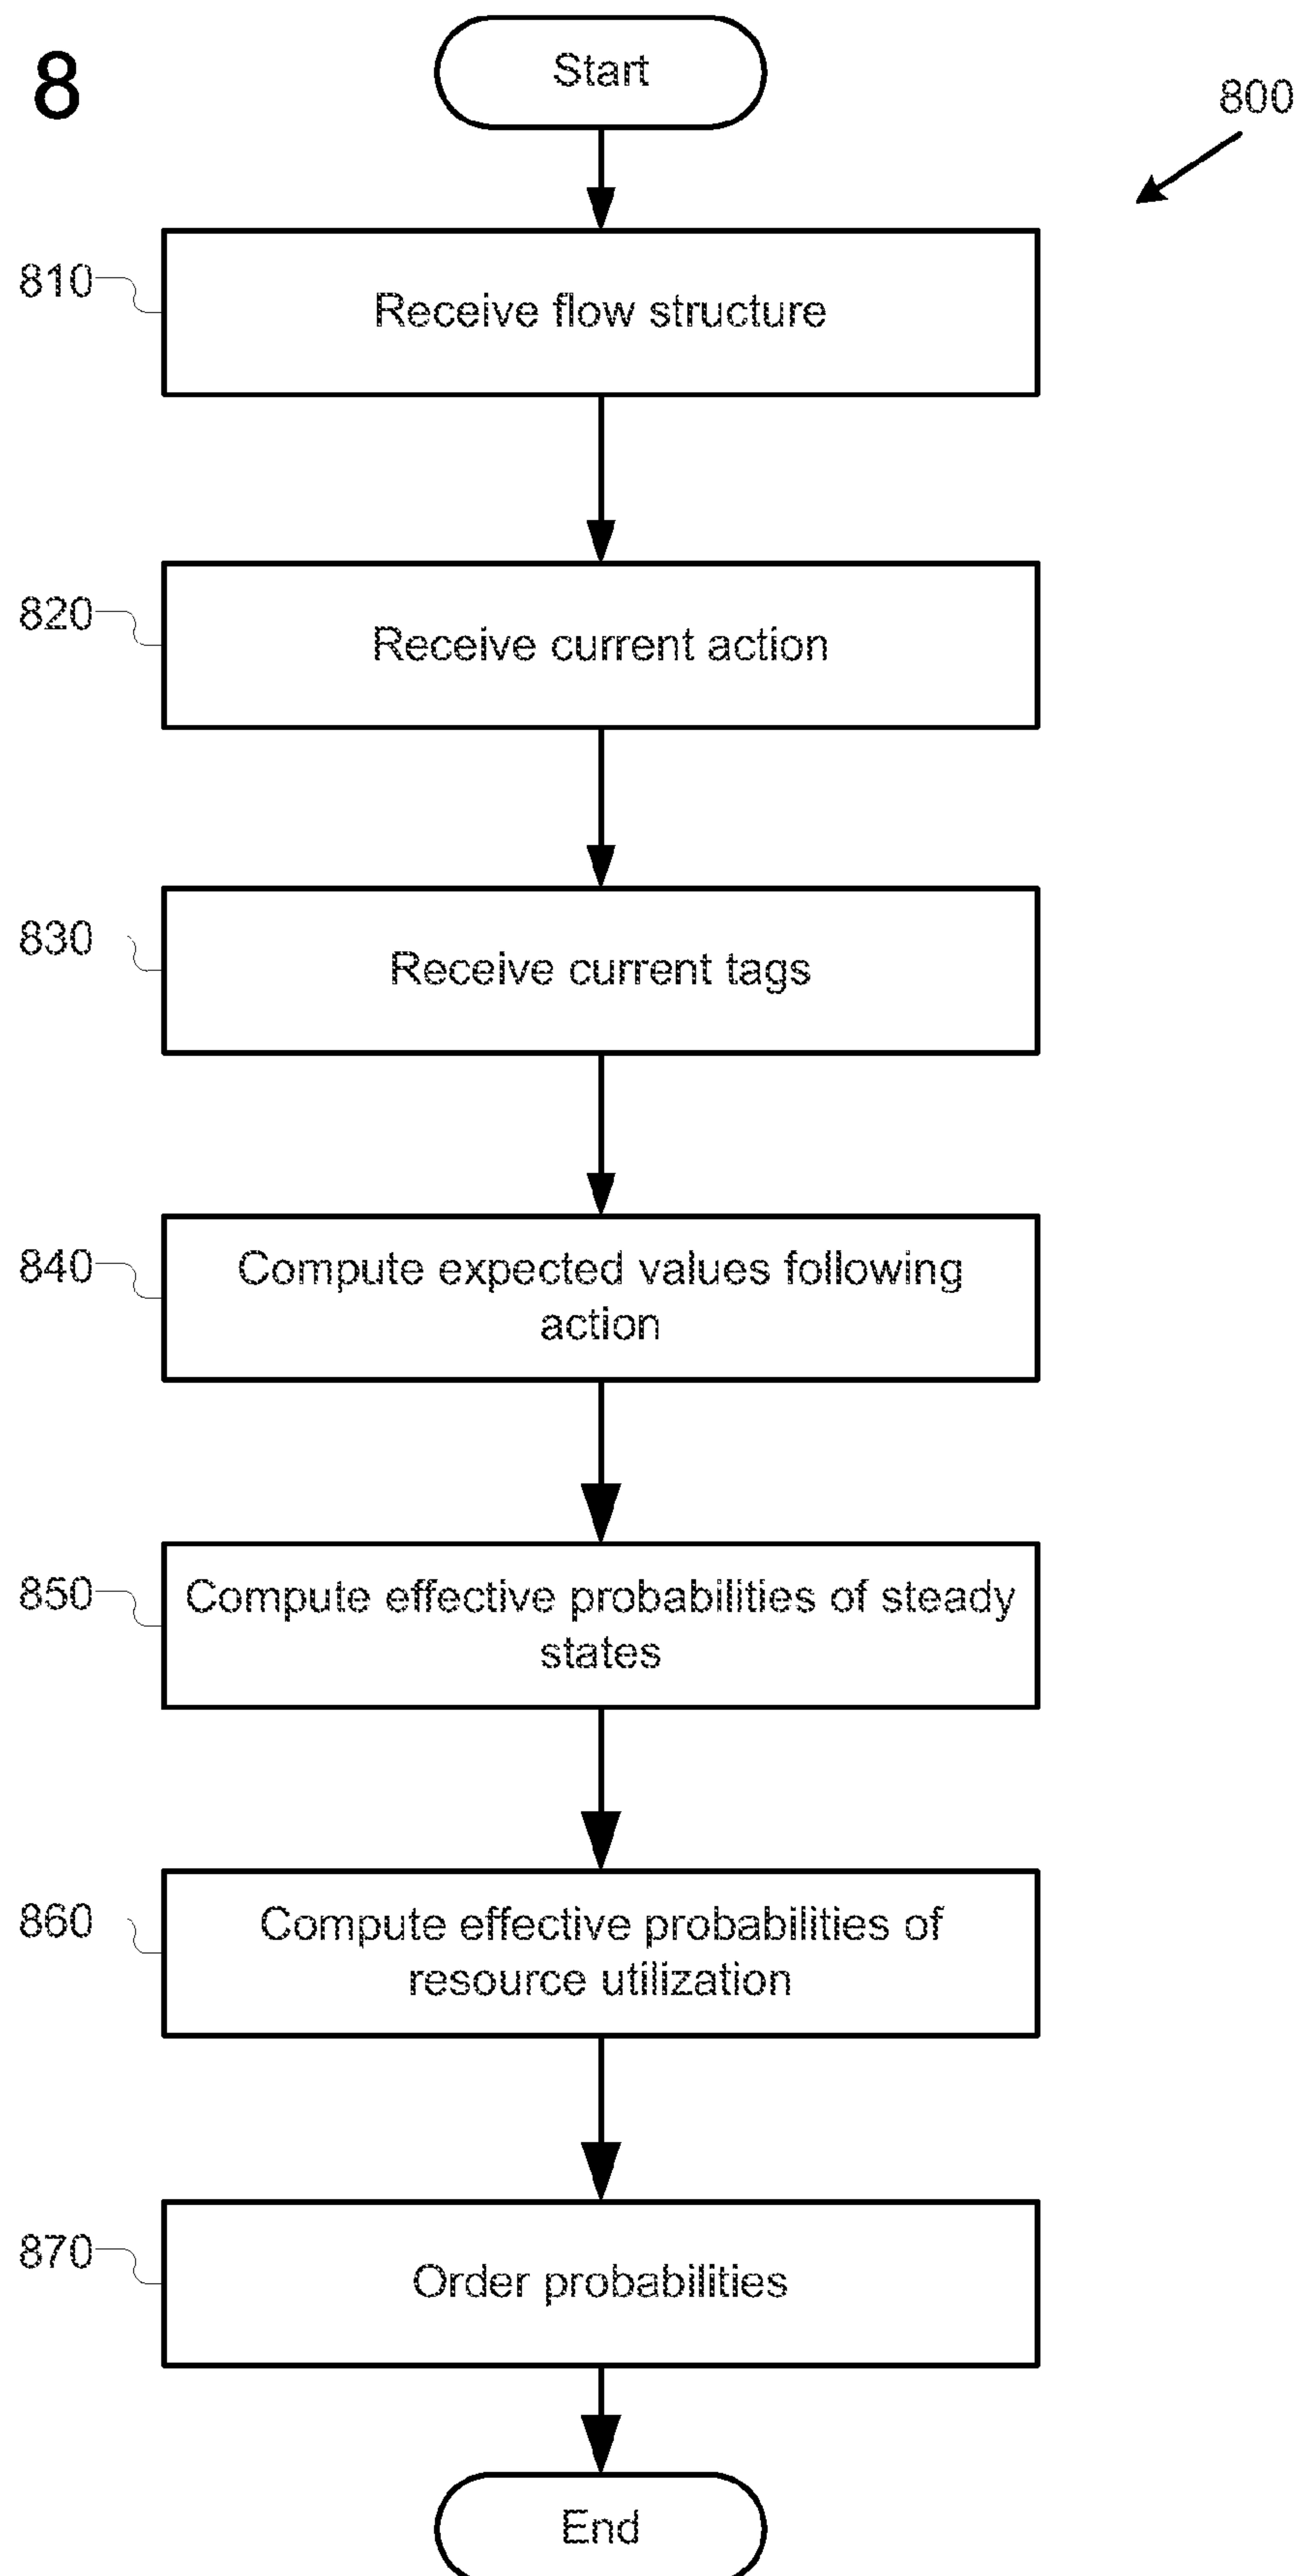 8
Start
800
810
Receive flow structure
820
Receive current action
830
Receive current tags
840
Compute expected values following
action
850
Compute effective probabilities of steady
states
860
Compute effective probabilities of
resource utilization
870
Order probabilities
End